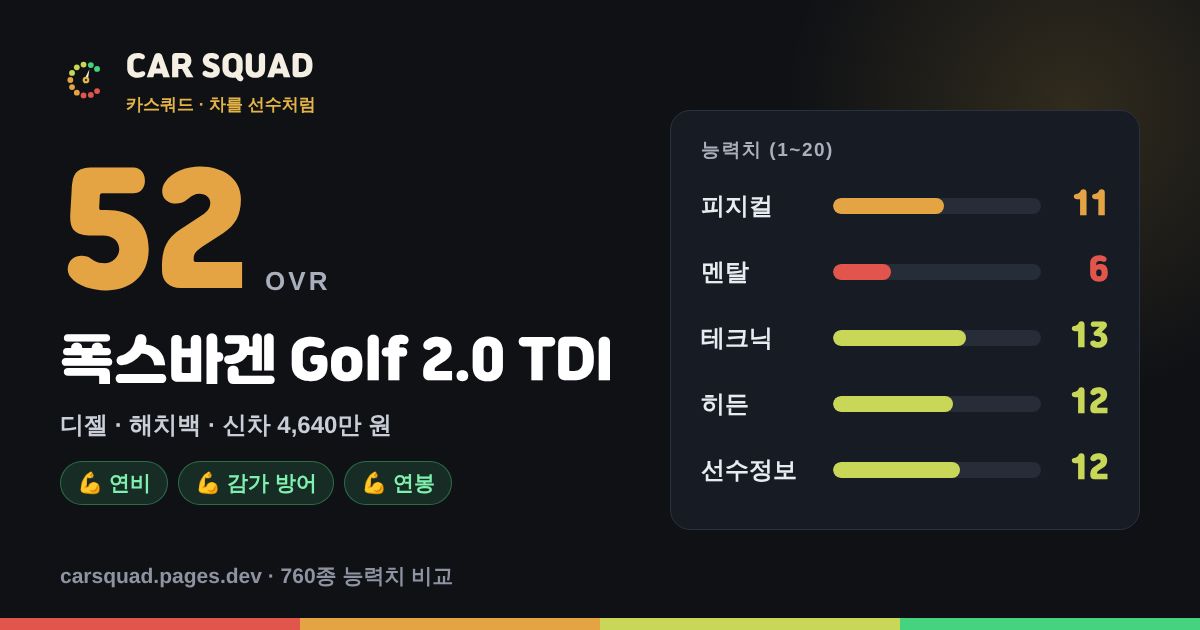 CAR SQUAD
카스쿼드 · 차를 선수처럼
52 OVR
폭스바겐 Golf 2.0 TDI
디젤 · 해치백 · 신차 4,640만 원
💪 연비 💪 감가 방어 💪 연봉
carsquad.pages.dev · 760종 능력치 비교
능력치 (1~20)
피지컬 11
멘탈 6
테크닉 13
히든 12
선수정보 12